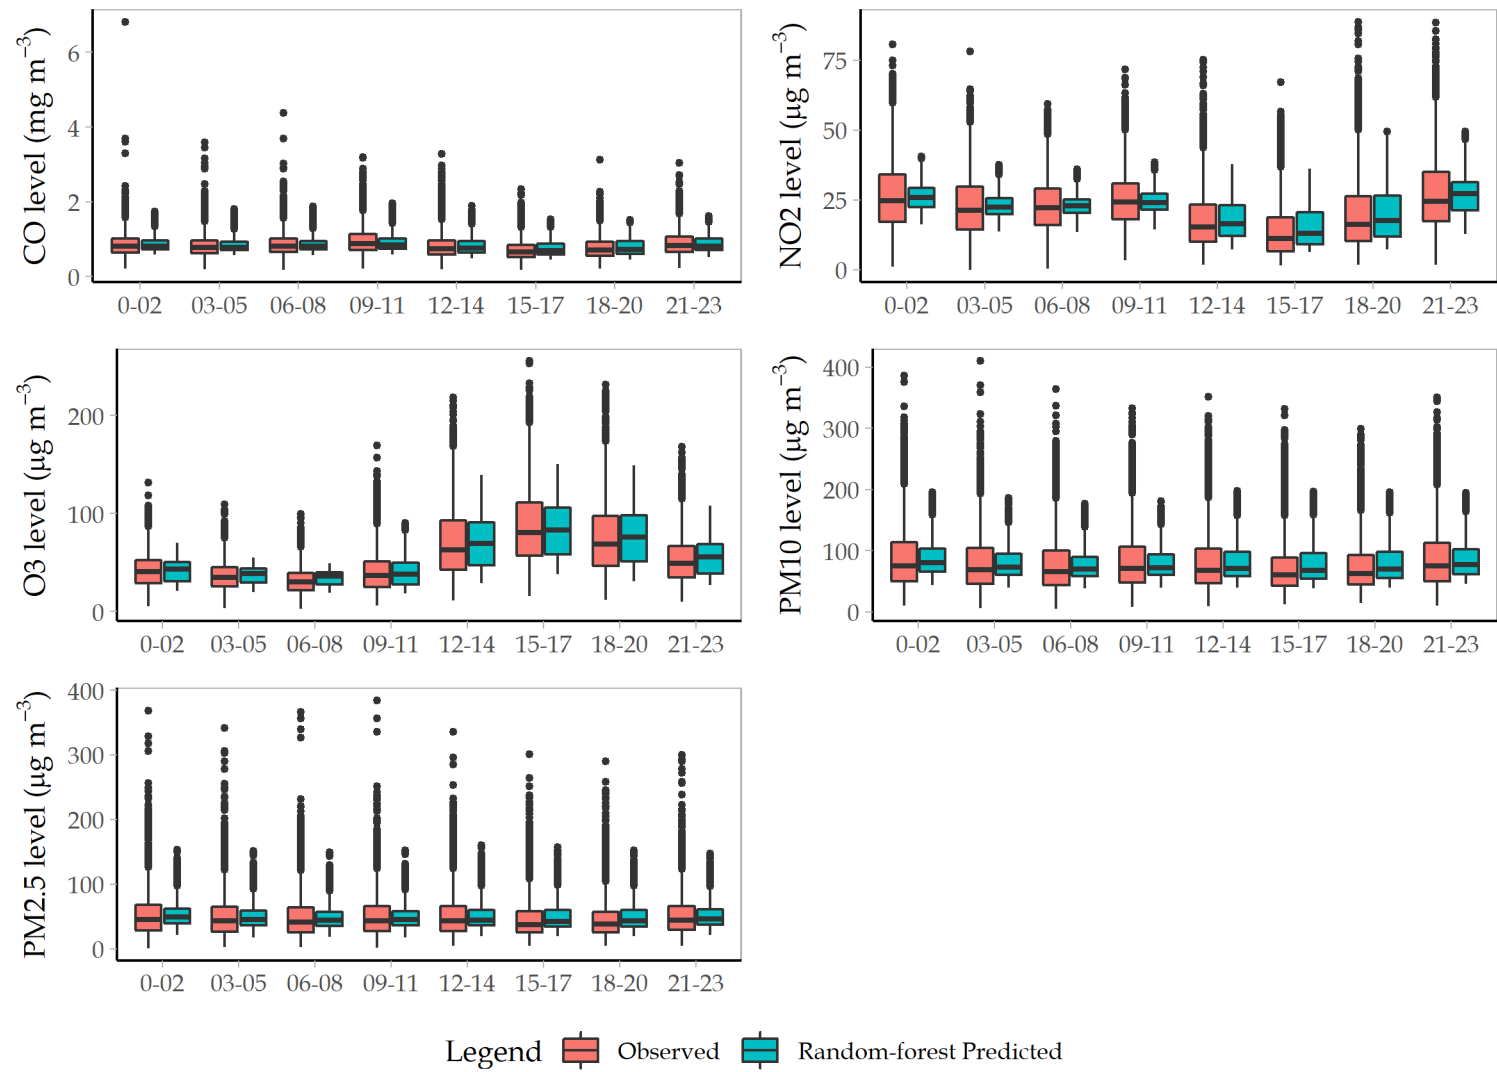 CO level (mg m−3)
6
4
2
0
0-02 03-05 06-08 09-11 12-14 15-17 18-20 21-23
NO2 level (µg m−3)
75
50
25
0
0-02 03-05 06-08 09-11 12-14 15-17 18-20 21-23
O3 level (µg m−3)
200
100
0
0-02 03-05 06-08 09-11 12-14 15-17 18-20 21-23
PM10 level (µg m−3)
400
300
200
100
0
0-02 03-05 06-08 09-11 12-14 15-17 18-20 21-23
PM2.5 level (µg m−3)
400
300
200
100
0
0-02 03-05 06-08 09-11 12-14 15-17 18-20 21-23
Legend Observed Random-forest Predicted